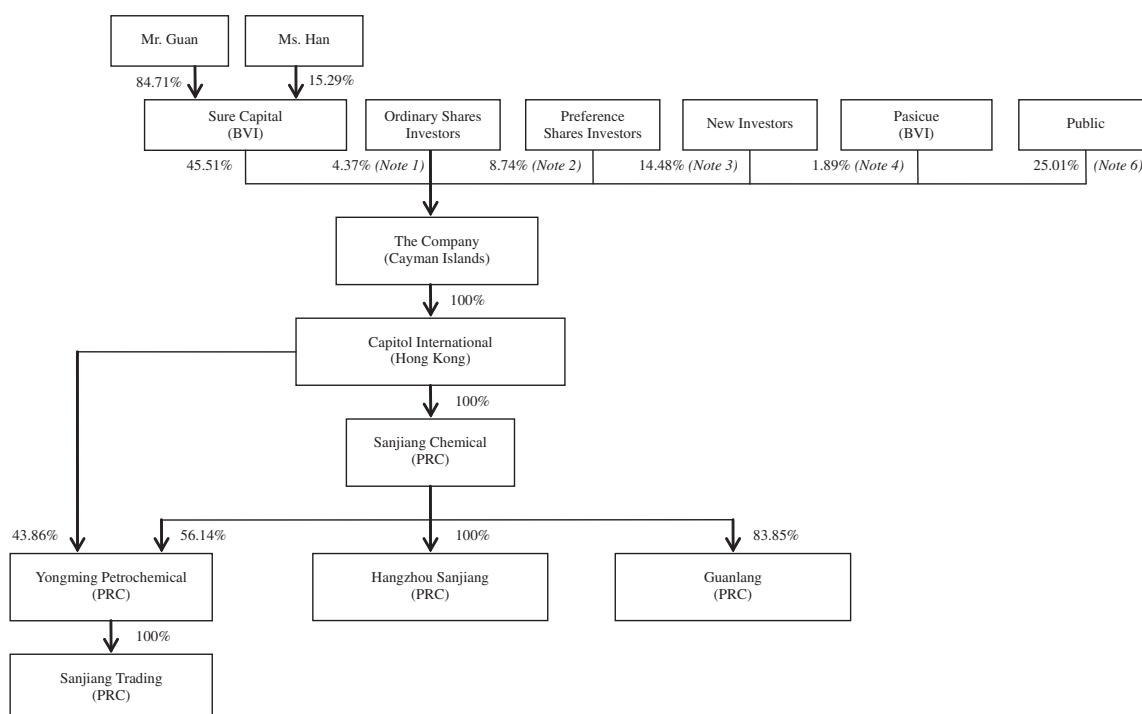 Mr. Guan
Ms. Han
84.71%
15.29%
Sure Capital
(BVI)
Ordinary Shares
Investors
Preference
Shares Investors
New Investors
Pasicue
(BVI)
Public
45.51%
4.37% (Note 1)
8.74% (Note 2)
14.48% (Note 3)
1.89% (Note 4)
25.01% (Note 6)
The Company
(Cayman Islands)
100%
Capitol International
(Hong Kong)
100%
Sanjiang Chemical
(PRC)
43.86%
56.14%
100%
83.85%
Yongming Petrochemical
(PRC)
Hangzhou Sanjiang
(PRC)
Guanlang
(PRC)
100%
Sanjiang Trading
(PRC)